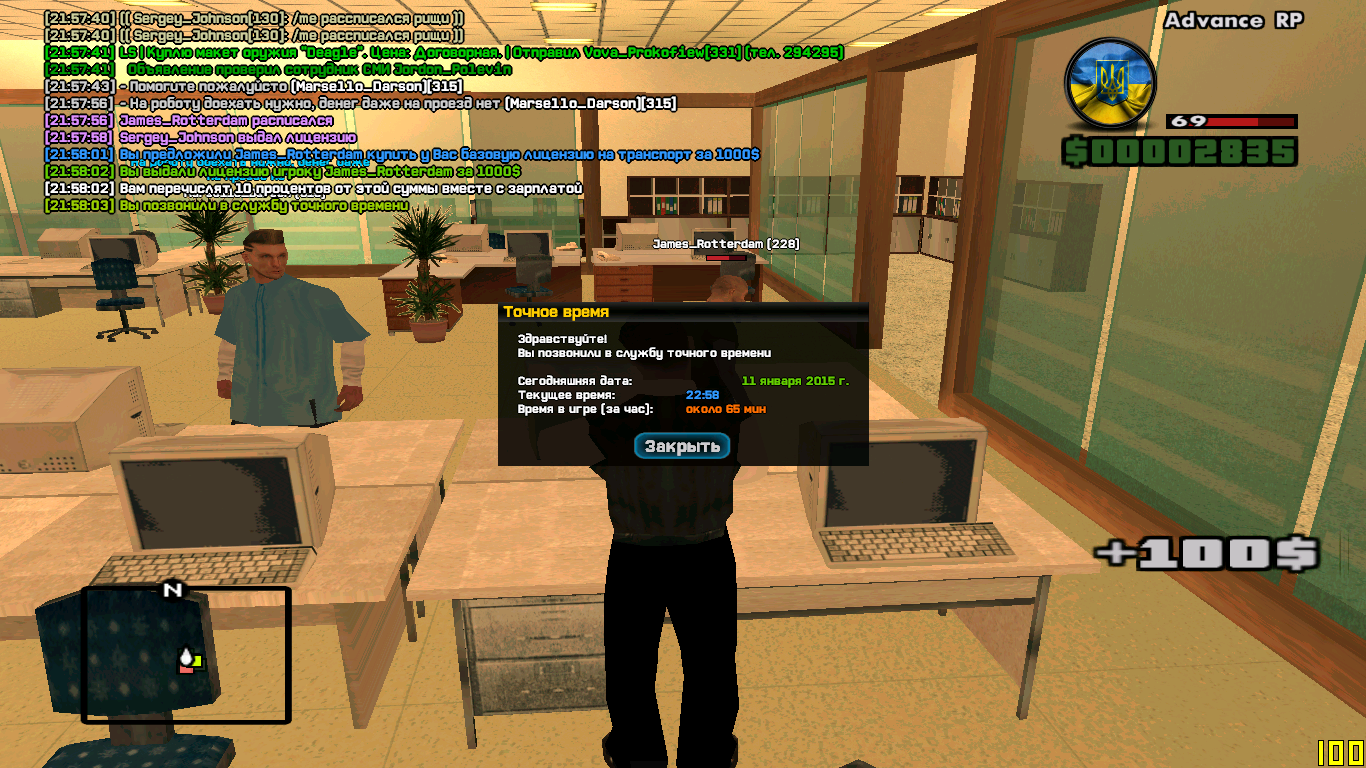 Advance RP
[21:57:40] (( Sergey_Johnson[130]: /me рассписался рищи ))
[21:57:40] (( Sergey_Johnson[130]: /me рассписался рищи ))
[21:57:41] LS | Куплю макет оружия "Deagle". Цена: Договорная. | Отправил Vova_Prokofiew[331] (тел. 294295)
[21:57:41] Объявление проверил сотрудник СМИ Jordan_Polevin
[21:57:43] - Помогите пожалуйсто [Marsello_Darson][315]
[21:57:56] - На роботу доехать нужно, денег даже на проезд нет [Marsello_Darson][315]
[21:57:56] James_Rotterdam расписался
[21:57:58] Sergey_Johnson выдал лицензию
[21:58:01] Вы предложили James_Rotterdam купить у Вас базовую лицензию на транспорт за 1000$
[21:58:02] Вы выдали лицензию игроку James_Rotterdam за 1000$
[21:58:02] Вам перечислят 10 процентов от этой суммы вместе с зарплатой
[21:58:03] Вы позвонили в службу точного времени
69
$00002835
James_Rotterdam [228]
Точное время
Здравствуйте!
Вы позвонили в службу точного времени
Сегодняшняя дата: 11 января 2015 г.
Текущее время: 22:58
Время в игре [за час]: около 65 мин
Закрыть
+100$
N
100